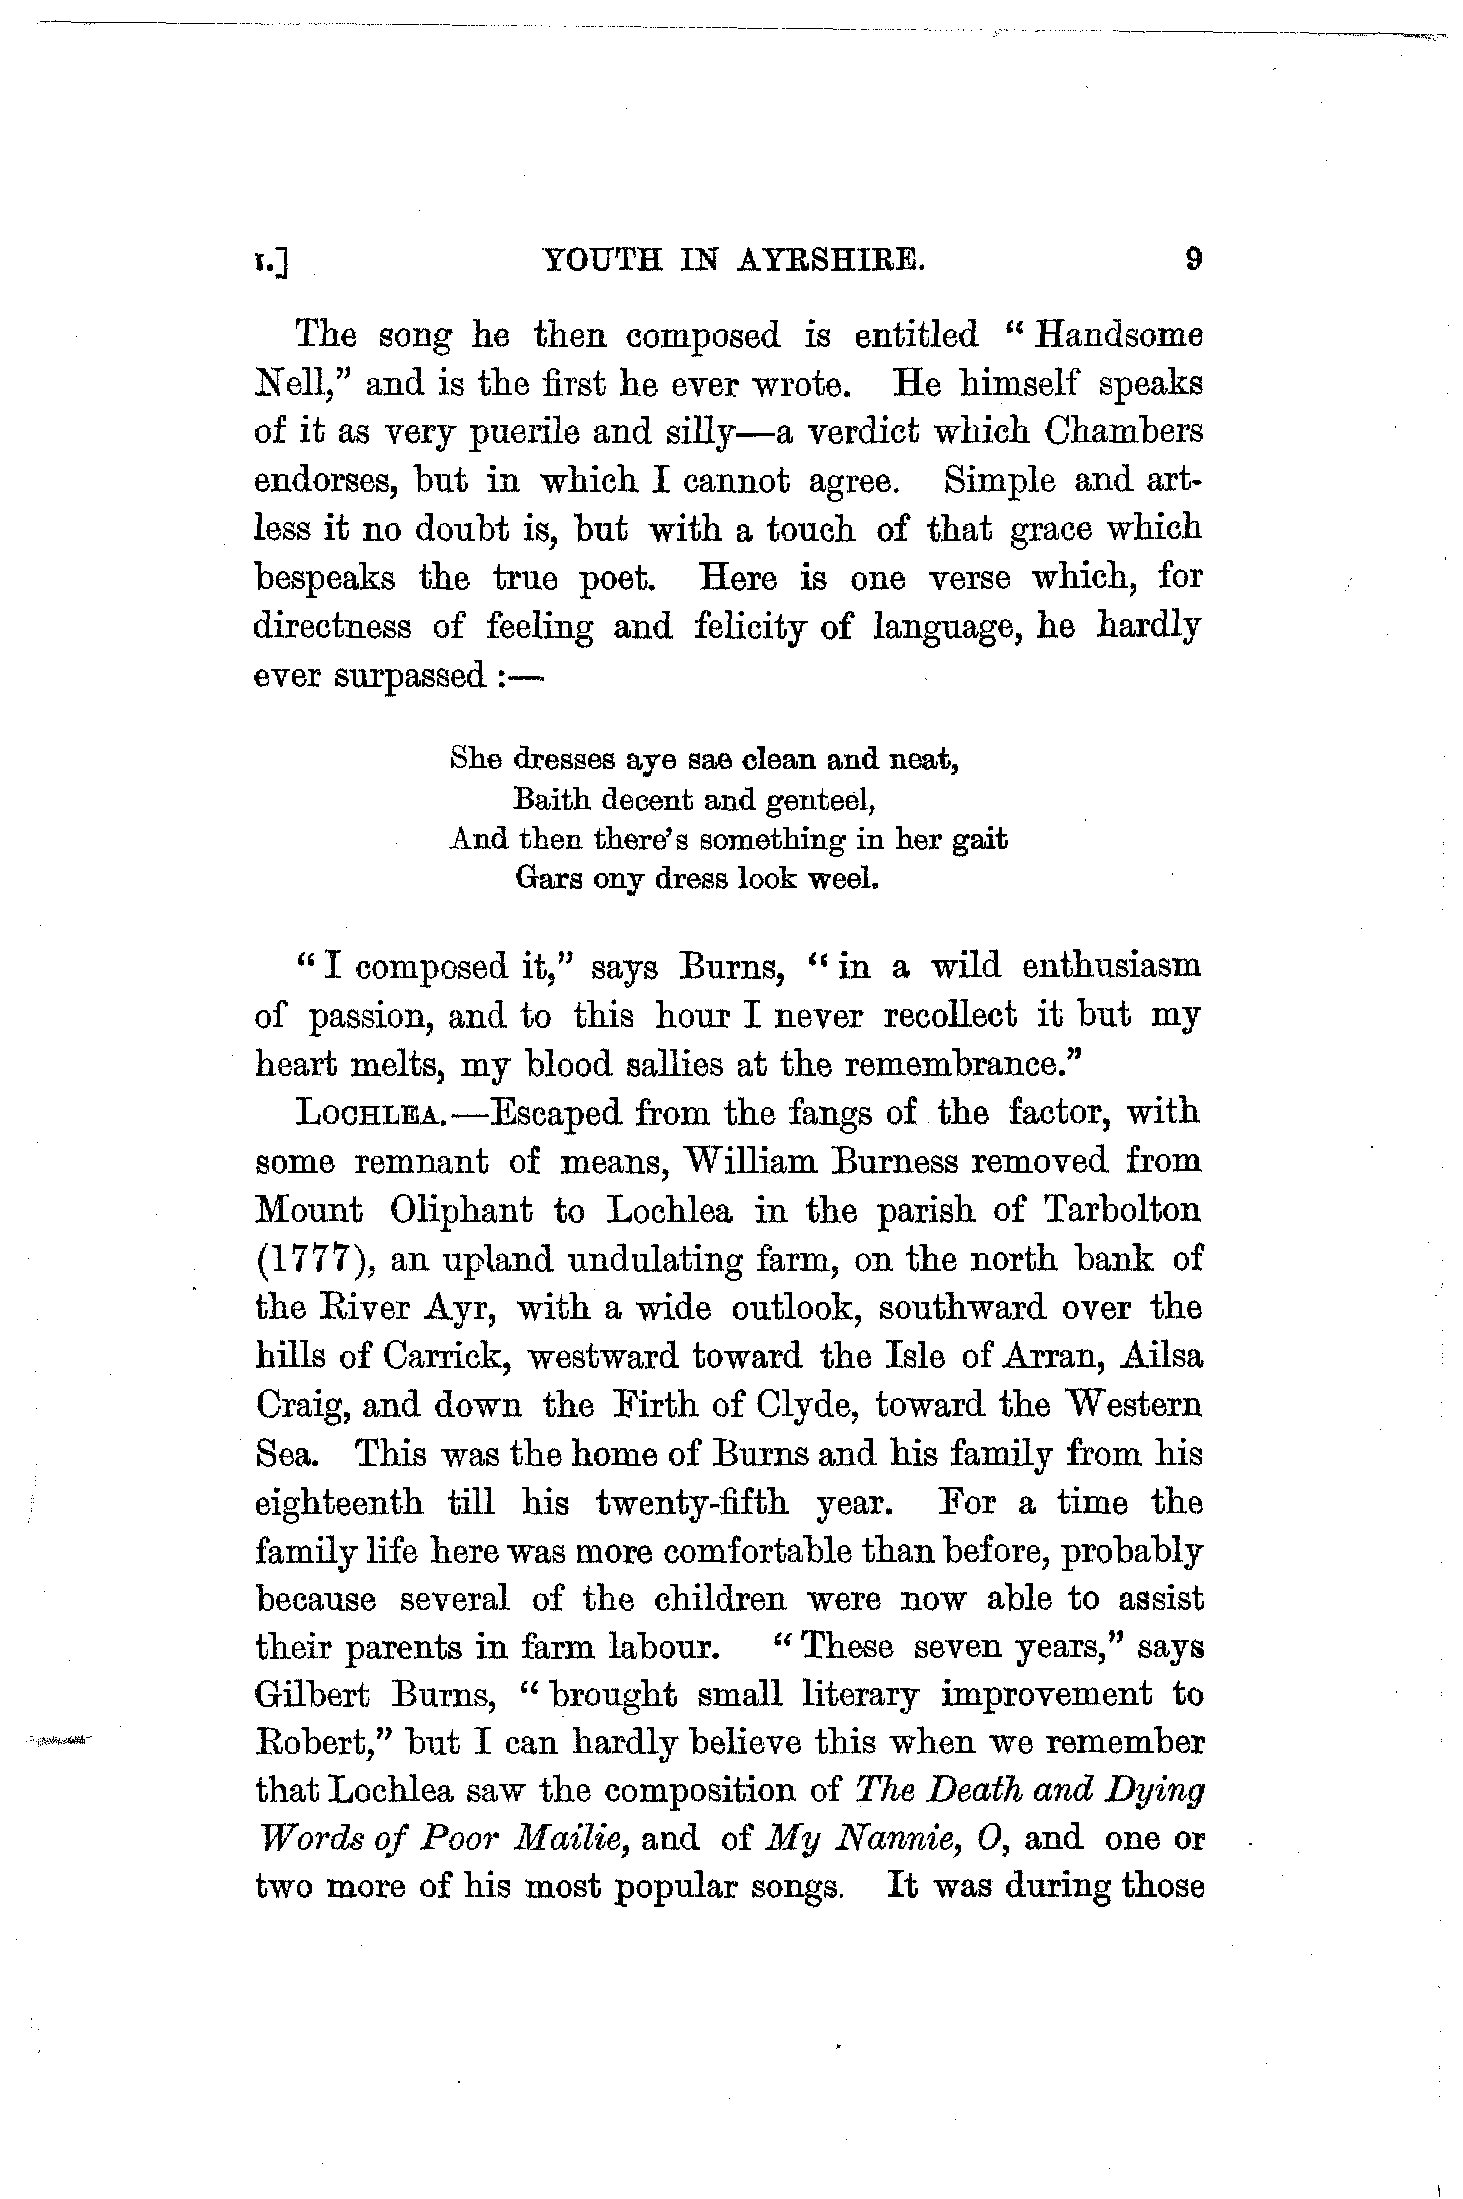 I.] YOUTH IN AYRSHIRE. 9
The song he then composed is entitled " Handsome
Nell," and is the first he ever wrote. He himself speaks
of it as very puerile and silly—a verdict which Chambers
endorses, but in which I cannot agree. Simple and art-
less it no doubt is, but with a touch of that grace which
bespeaks the true poet. Here is one verse which, for
directness of feeling and felicity of language, he hardly
ever surpassed :—
She dresses aye sae clean and neat,
Baith decent and genteel,
And then there's something in her gait
Gars ony dress look weel.
" I composed it," says Burns, " in a wild enthusiasm
of passion, and to this hour I never recollect it but my
heart melts, my blood sallies at the remembrance."
LOCHLEA.—Escaped from the fangs of the factor, with
some remnant of means, William Burness removed from
Mount Oliphant to Lochlea in the parish of Tarbolton
(1777), an upland undulating farm, on the north bank of
the River Ayr, with a wide outlook, southward over the
hills of Carrick, westward toward the Isle of Arran, Ailsa
Craig, and down the Firth of Clyde, toward the Western
Sea. This was the home of Burns and his family from his
eighteenth till his twenty-fifth year. For a time the
family life here was more comfortable than before, probably
because several of the children were now able to assist
their parents in farm labour. " These seven years," says
Gilbert Burns, " brought small literary improvement to
Robert," but I can hardly believe this when we remember
that Lochlea saw the composition of The Death and Dying
Words of Poor Mailie, and of My Nannie, O, and one or
two more of his most popular songs. It was during those